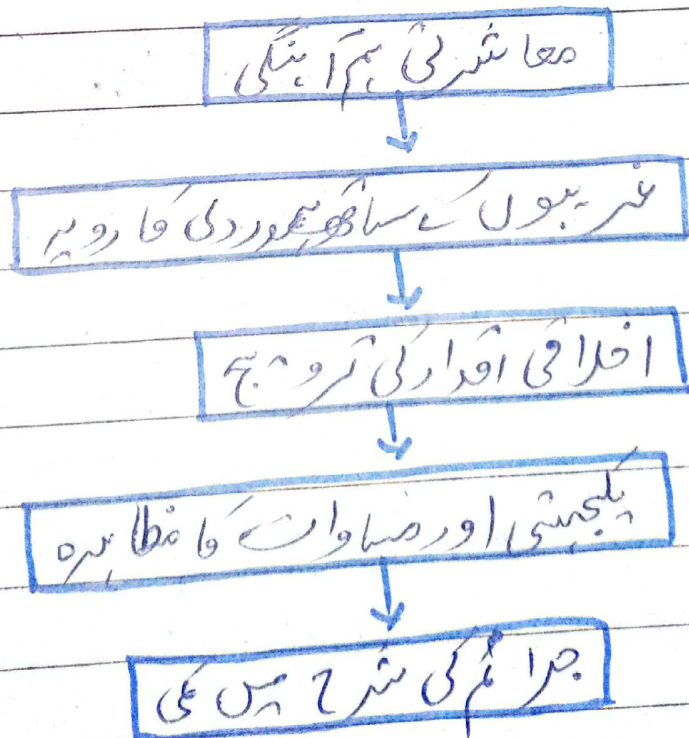 معاشرتی ہم آہنگی
غریبوں کے ساتھ ہمدردی کا رویہ
اخلاقی اقدار کی ترویج
یکجہتی اور مساوات کا مظاہرہ
جرائم کی شرح میں کمی